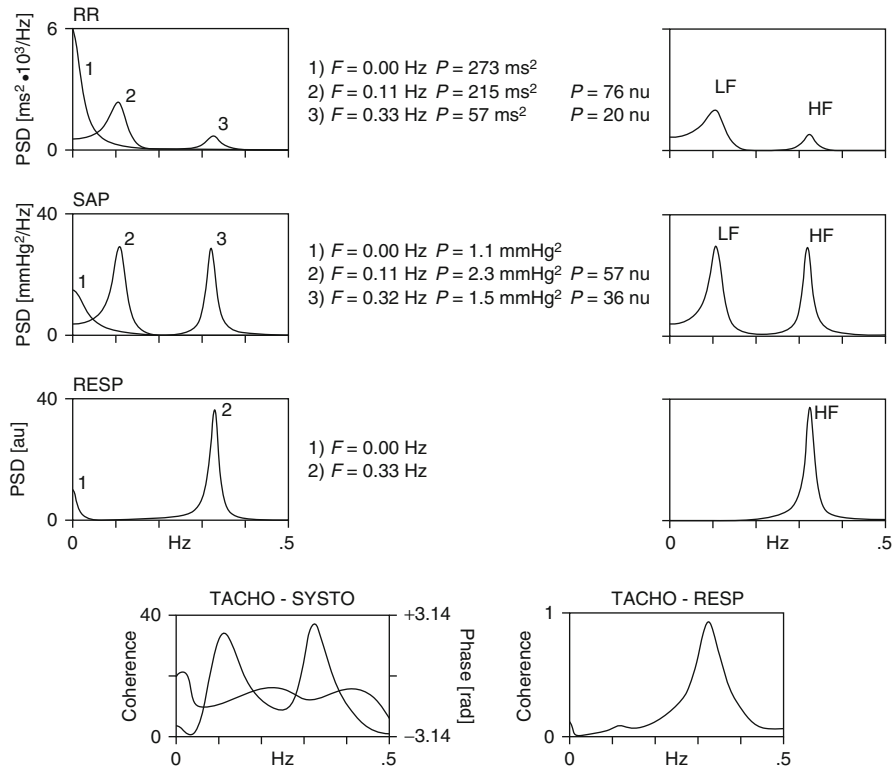 RR
6
PSD [ms²•10³/Hz]
0
1
2
3
1) F = 0.00 Hz P = 273 ms²
2) F = 0.11 Hz P = 215 ms² P = 76 nu
3) F = 0.33 Hz P = 57 ms² P = 20 nu
LF
HF
SAP
40
PSD [mmHg²/Hz]
0
1
2
3
1) F = 0.00 Hz P = 1.1 mmHg²
2) F = 0.11 Hz P = 2.3 mmHg² P = 57 nu
3) F = 0.32 Hz P = 1.5 mmHg² P = 36 nu
LF
HF
RESP
40
PSD [au]
0
1
2
0 Hz .5
1) F = 0.00 Hz
2) F = 0.33 Hz
HF
0 Hz .5
TACHO - SYSTO
40
Coherence
0
+3.14
Phase [rad]
–3.14
0 Hz .5
TACHO - RESP
1
Coherence
0
0 Hz .5